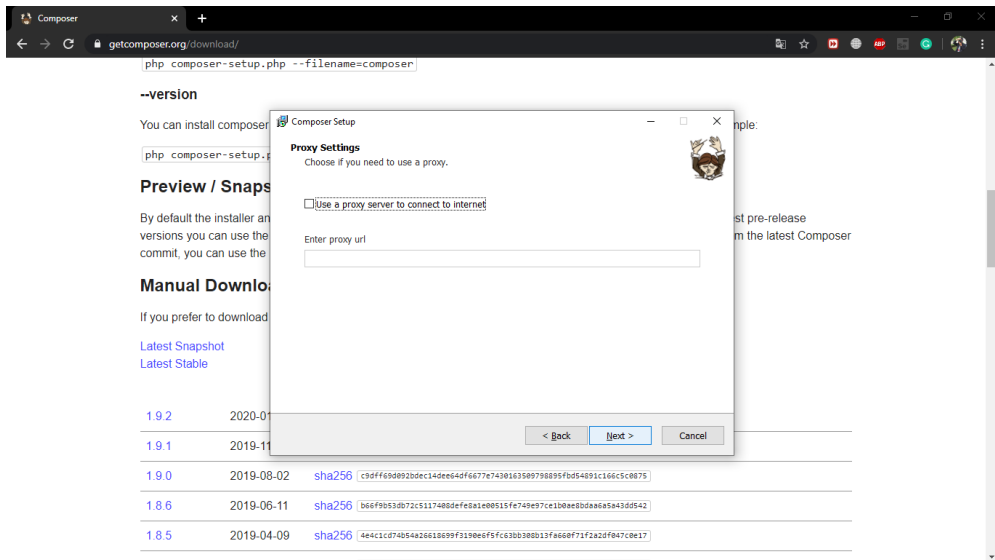 Composer
getcomposer.org/download/
php composer-setup.php --filename=composer
--version
You can install composer
mple:
php composer-setup.p
Preview / Snaps
By default the installer an
st pre-release
versions you can use the
m the latest Composer
commit, you can use the
Manual Downloa
If you prefer to download
Latest Snapshot
Latest Stable
1.9.2 2020-01
1.9.1 2019-11
1.9.0 2019-08-02 sha256 c9dff69d092bdec14dee64df6677e7430163509798895fbd54891c166c5c0875
1.8.6 2019-06-11 sha256 b66f9b53db72c5117408defe8a1e00515fe749e97ce1b0ae8bdaa6a5a43dd542
1.8.5 2019-04-09 sha256 4e4c1cd74b54a26618699f3190e6f5fc63bb308b13fa660f71f2a2df047c0e17
Composer Setup
Proxy Settings
Choose if you need to use a proxy.
Use a proxy server to connect to internet
Enter proxy url
< Back Next > Cancel
ABP